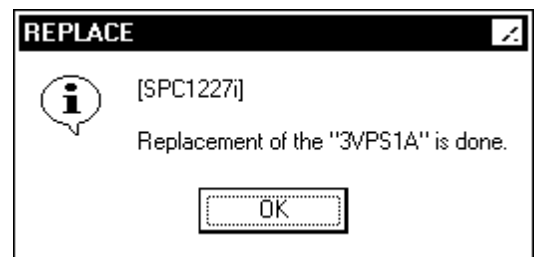 REPLACE
[SPC1227i]
Replacement of the "3VPS1A" is done.
OK